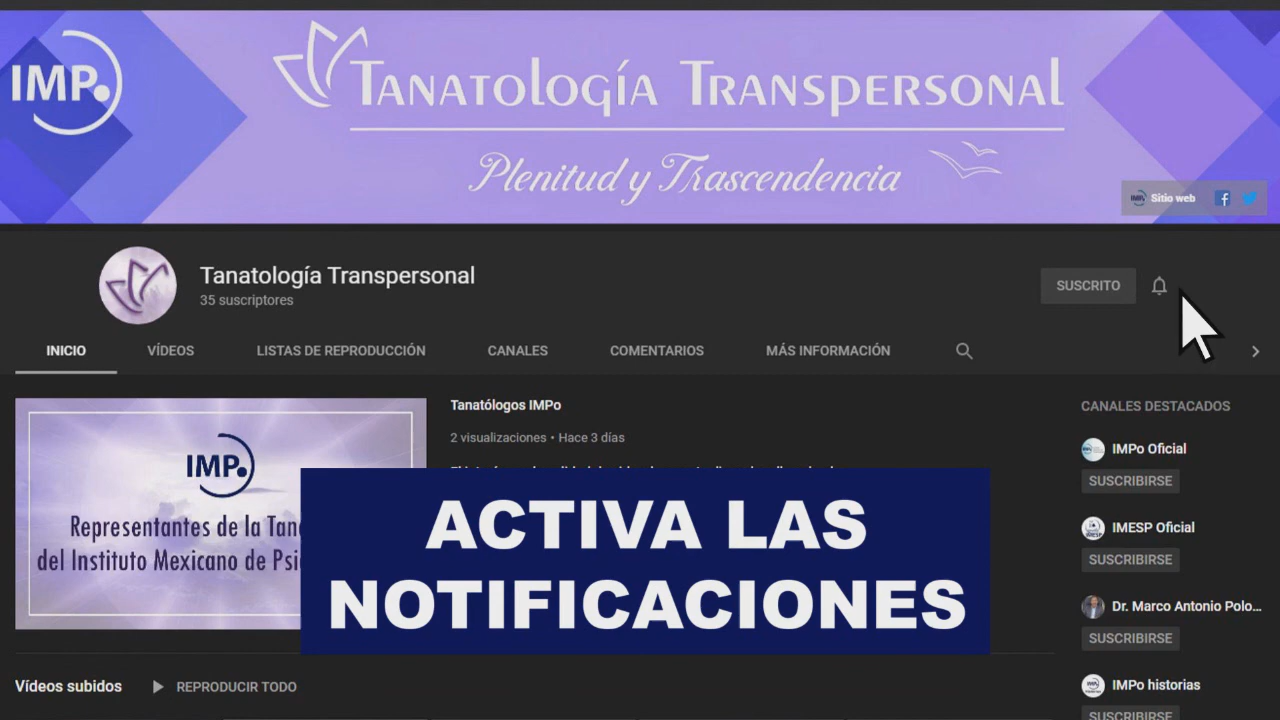 IMP.
Tanatología Transpersonal
Plenitud y Trascendencia
Sitio web
Tanatología Transpersonal
35 suscriptores
SUSCRITO
INICIO
VÍDEOS
LISTAS DE REPRODUCCIÓN
CANALES
COMENTARIOS
MÁS INFORMACIÓN
Tanatólogos IMPo
2 visualizaciones • Hace 3 días
IMP.
Representantes de la Tan
del Instituto Mexicano de Psi
ACTIVA LAS
NOTIFICACIONES
CANALES DESTACADOS
IMPo Oficial
SUSCRIBIRSE
IMESP Oficial
SUSCRIBIRSE
Dr. Marco Antonio Polo...
SUSCRIBIRSE
IMPo historias
SUSCRIBIRSE
Vídeos subidos
REPRODUCIR TODO